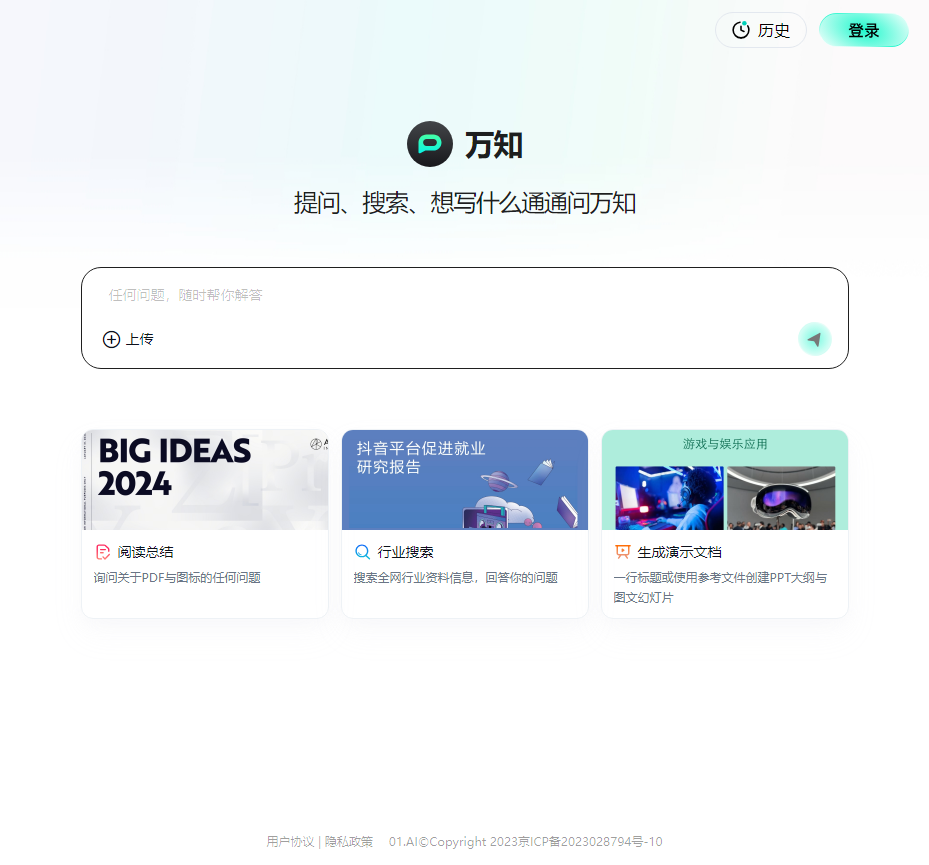 历史
登录
万知
提问、搜索、想写什么通通问万知
任何问题，随时帮你解答
上传
BIG IDEAS
2024
抖音平台促进就业
研究报告
游戏与娱乐应用
阅读总结
询问关于PDF与图标的任何问题
行业搜索
搜索全网行业资料信息，回答你的问题
生成演示文档
一行标题或使用参考文件创建PPT大纲与
图文幻灯片
用户协议 | 隐私政策 01.AI©Copyright 2023京ICP备2023028794号-10